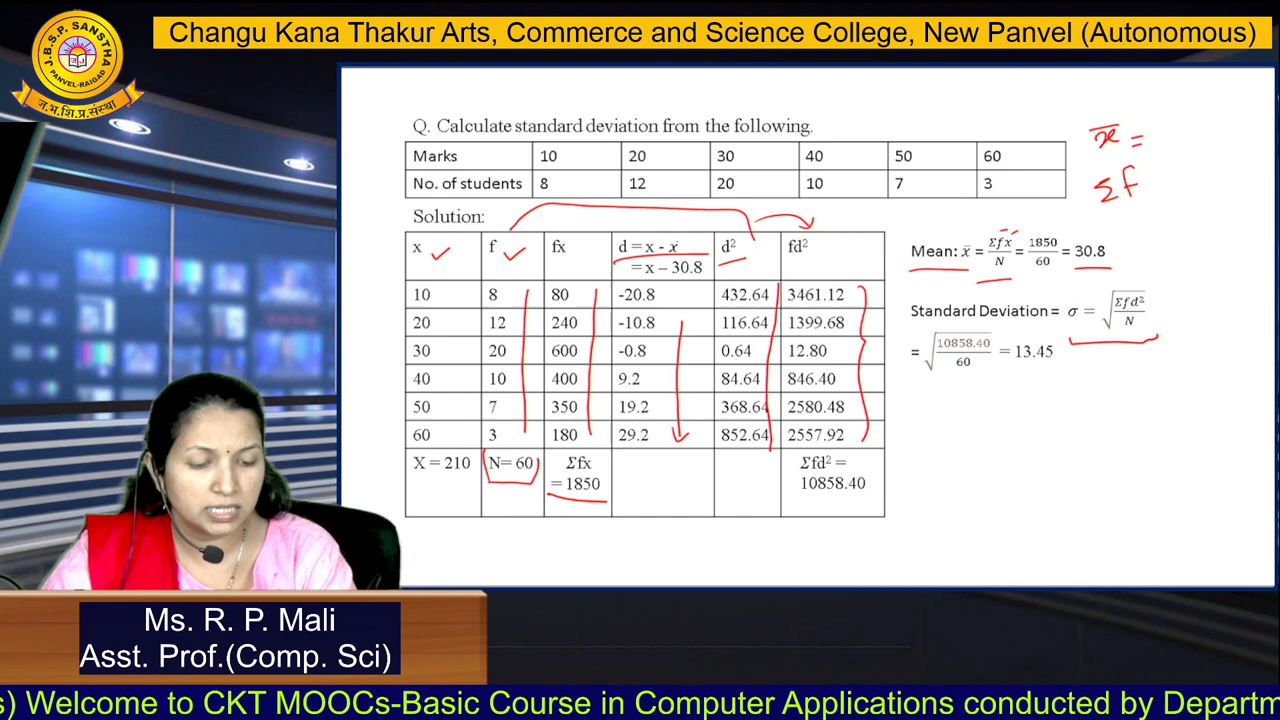 Changu Kana Thakur Arts, Commerce and Science College, New Panvel (Autonomous)
J.B.S.P. SANSTHA
PANVEL-RAIGAD
ज.भ.शि.प्र.संस्था
Q. Calculate standard deviation from the following.
Marks 10 20 30 40 50 60
No. of students 8 12 20 10 7 3
x̄ =
Σf
Solution:
x f fx d = x - x̄ d² fd²
= x – 30.8
10 8 80 -20.8 432.64 3461.12
20 12 240 -10.8 116.64 1399.68
30 20 600 -0.8 0.64 12.80
40 10 400 9.2 84.64 846.40
50 7 350 19.2 368.64 2580.48
60 3 180 29.2 852.64 2557.92
X = 210 N= 60 Σfx = 1850 Σfd² = 10858.40
Mean: x̄ = Σfx/N = 1850/60 = 30.8
Standard Deviation = σ = √(Σfd²/N)
= √(10858.40/60) = 13.45
Ms. R. P. Mali
Asst. Prof.(Comp. Sci)
s) Welcome to CKT MOOCs-Basic Course in Computer Applications conducted by Departm